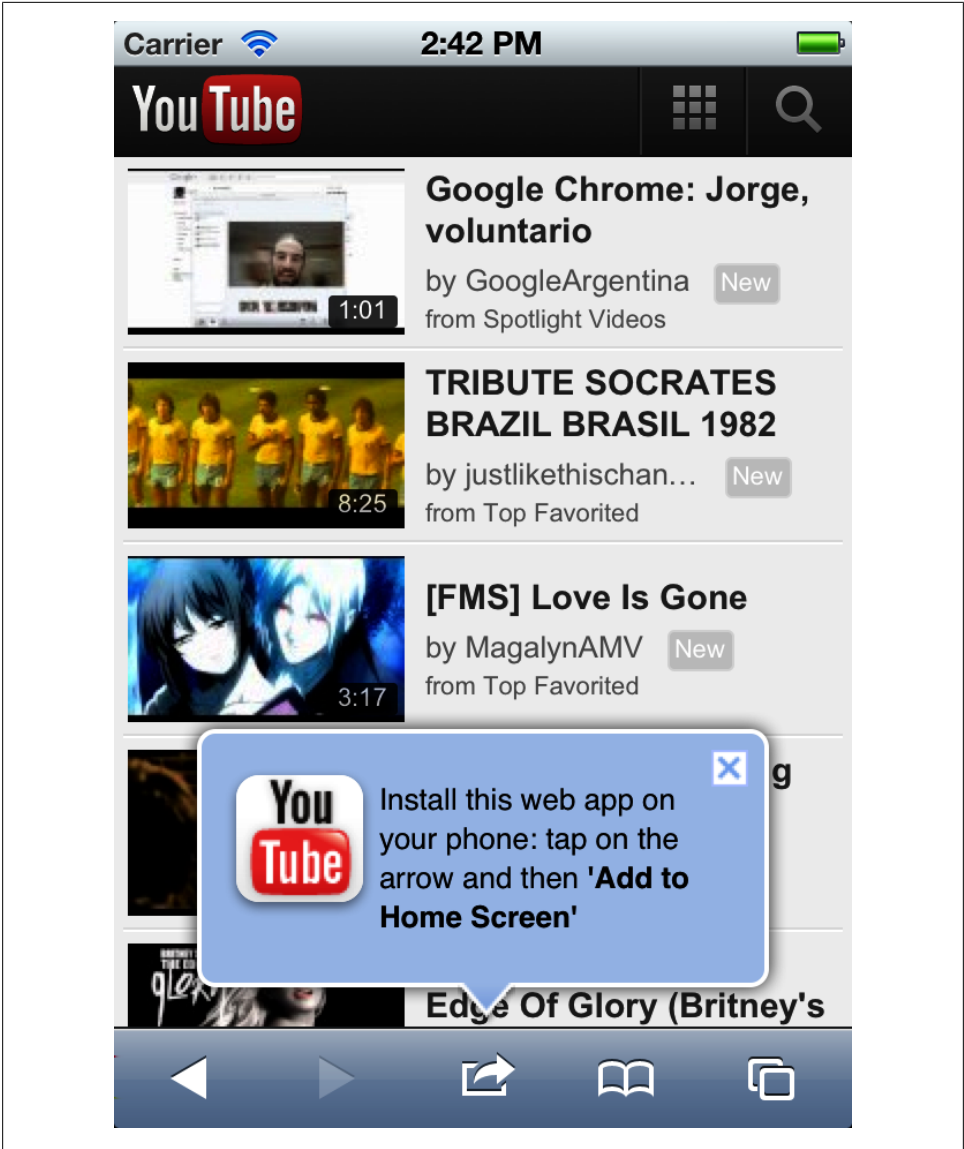 Carrier 2:42 PM
YouTube
Google Chrome: Jorge,
voluntario
by GoogleArgentina New
from Spotlight Videos
1:01
TRIBUTE SOCRATES
BRAZIL BRASIL 1982
by justlikethischan... New
from Top Favorited
8:25
[FMS] Love Is Gone
by MagalynAMV New
from Top Favorited
3:17
g
You
Tube
Install this web app on
your phone: tap on the
arrow and then 'Add to
Home Screen'
GLORY
Edge Of Glory (Britney's